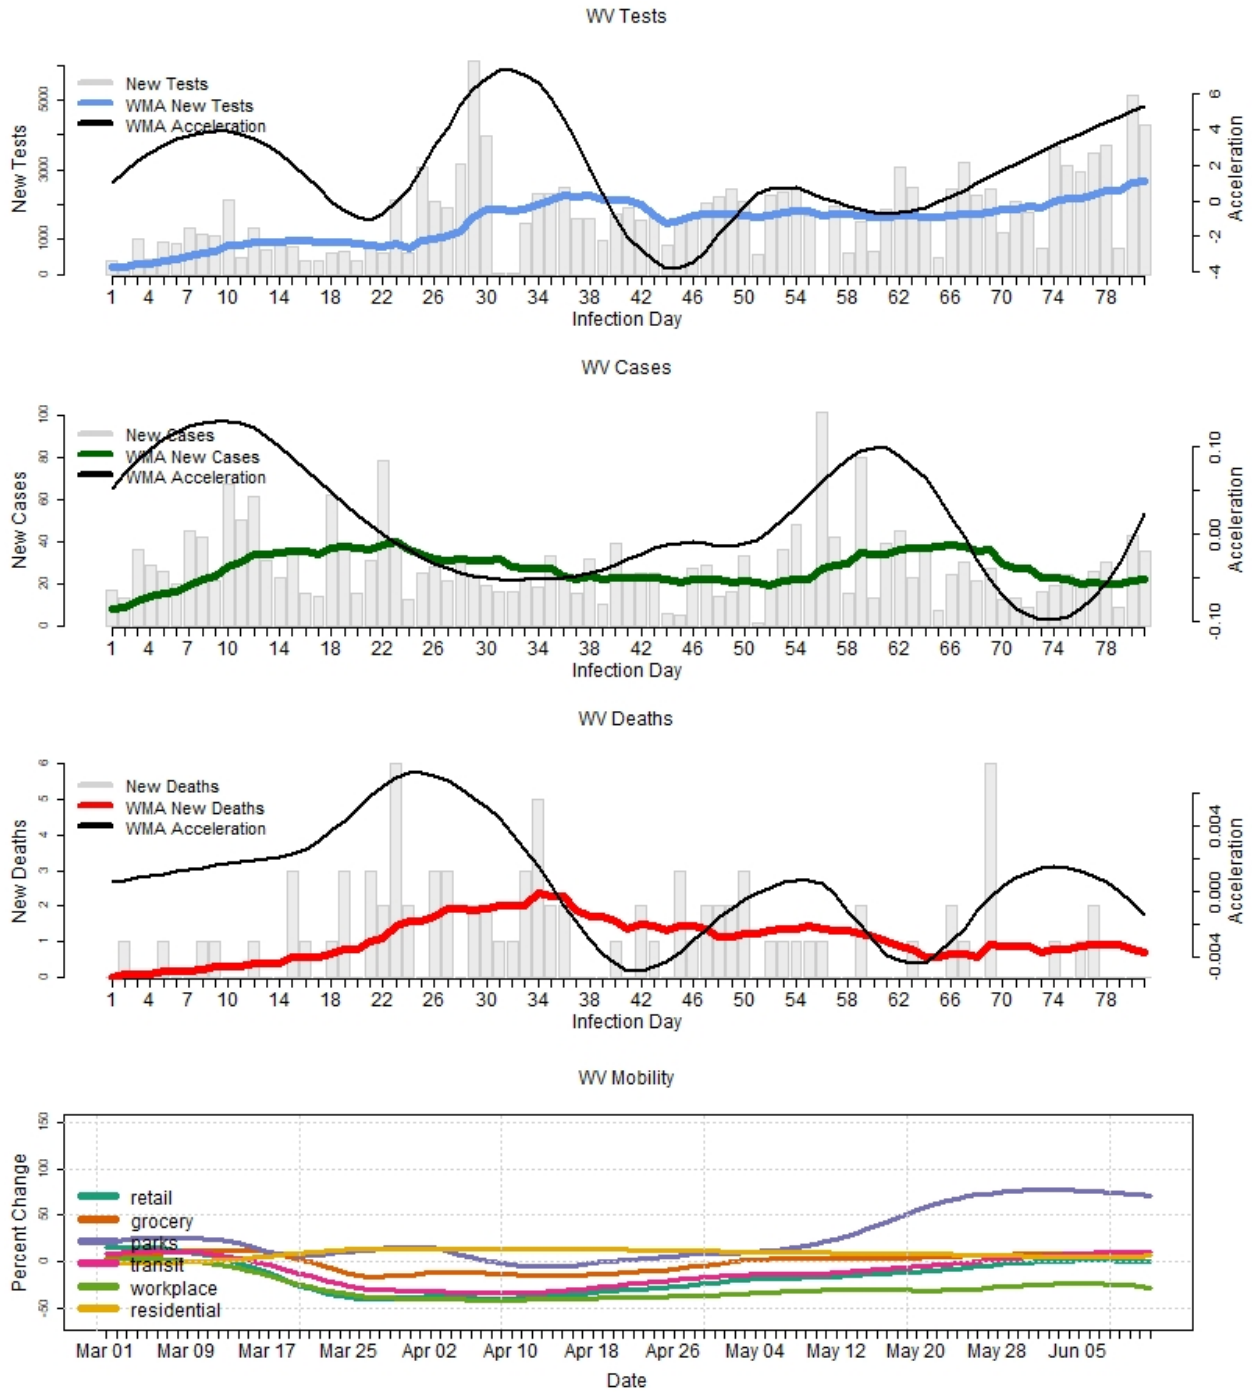 WV Tests
New Tests
WMA New Tests
WMA Acceleration
New Tests
0 1000 3000 5000
-4 -2 0 2 4 6
Acceleration
1 4 7 10 14 18 22 26 30 34 38 42 46 50 54 58 62 66 70 74 78
Infection Day
WV Cases
New Cases
WMA New Cases
WMA Acceleration
New Cases
0 20 40 60 80 100
-0.10 0.00 0.10
Acceleration
1 4 7 10 14 18 22 26 30 34 38 42 46 50 54 58 62 66 70 74 78
Infection Day
WV Deaths
New Deaths
WMA New Deaths
WMA Acceleration
New Deaths
0 1 2 3 4 5 6
-0.004 0.000 0.004
Acceleration
1 4 7 10 14 18 22 26 30 34 38 42 46 50 54 58 62 66 70 74 78
Infection Day
WV Mobility
retail
grocery
parks
transit
workplace
residential
Percent Change
-50 0 50 100 150
Mar 01 Mar 09 Mar 17 Mar 25 Apr 02 Apr 10 Apr 18 Apr 26 May 04 May 12 May 20 May 28 Jun 05
Date